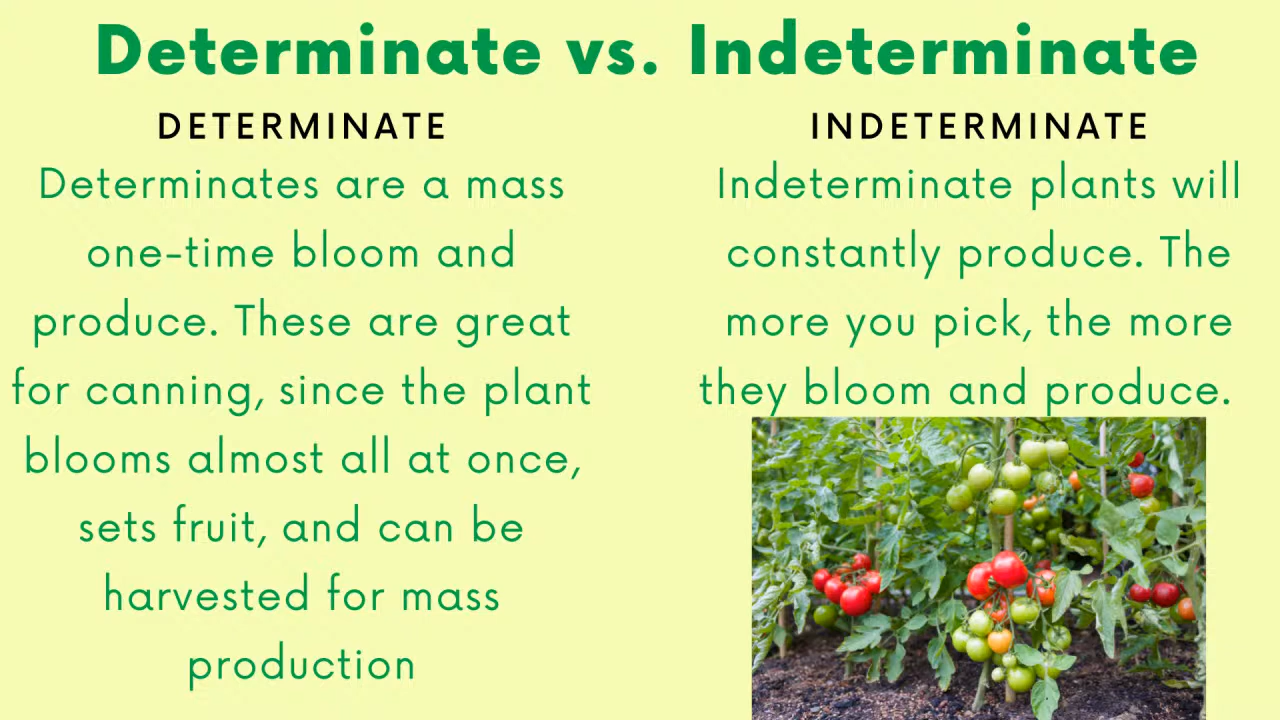 Determinate vs. Indeterminate
DETERMINATE
Determinates are a mass
one-time bloom and
produce. These are great
for canning, since the plant
blooms almost all at once,
sets fruit, and can be
harvested for mass
production
INDETERMINATE
Indeterminate plants will
constantly produce. The
more you pick, the more
they bloom and produce.